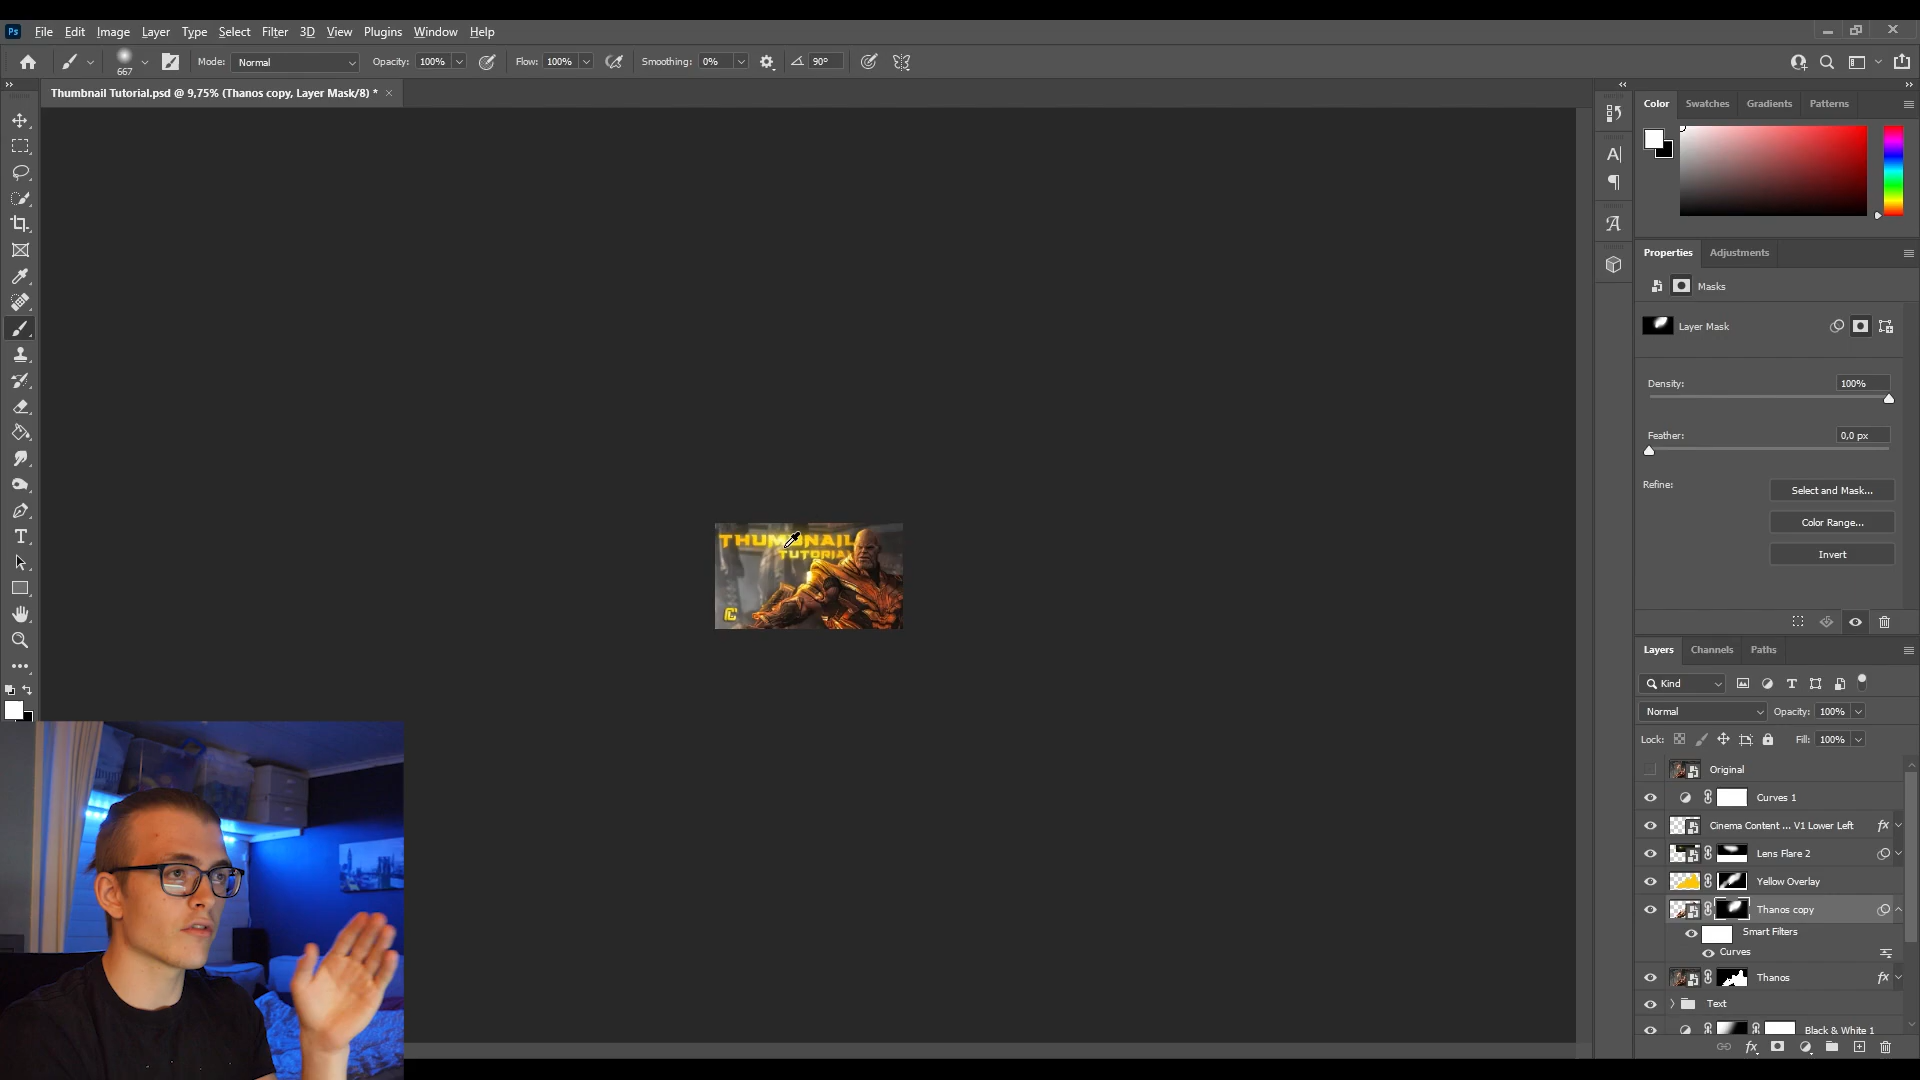 Ps File Edit Image Layer Type Select Filter 3D View Plugins Window Help
667 Mode: Normal Opacity: 100% Flow: 100% Smoothing: 0% 90°
Thumbnail Tutorial.psd @ 9,75% (Thanos copy, Layer Mask/8) * ×
Color Swatches Gradients Patterns
Properties Adjustments
Masks
Layer Mask
Density: 100%
Feather: 0,0 px
Refine: Select and Mask...
Color Range...
Invert
THUMBNAIL
TUTORIAL
Layers Channels Paths
Kind
Normal Opacity: 100%
Lock: Fill: 100%
Original
Curves 1
Cinema Content ... V1 Lower Left fx
Lens Flare 2
Yellow Overlay
Thanos copy
Smart Filters
Curves
Thanos fx
Text
Black & White 1
fx